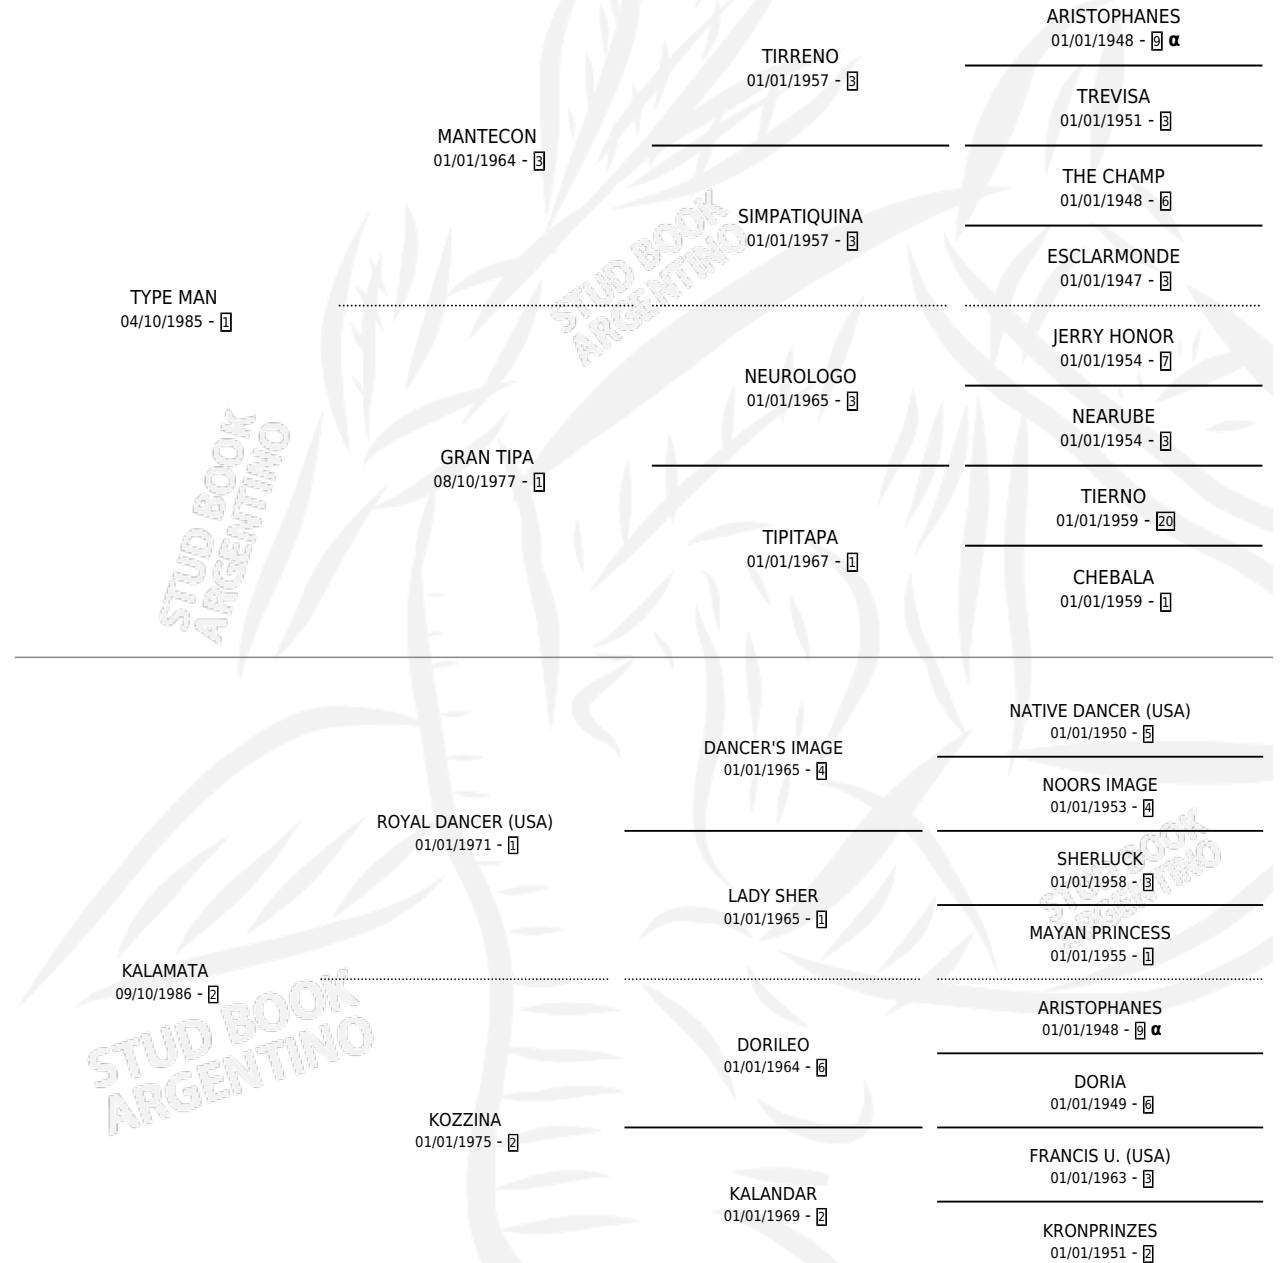 ARISTOPHANES
01/01/1948 - 9 α
TIRRENO
01/01/1957 - 3
TREVISA
01/01/1951 - 3
MANTECON
01/01/1964 - 3
THE CHAMP
01/01/1948 - 6
SIMPATIQUINA
01/01/1957 - 3
ESCLARMONDE
01/01/1947 - 3
TYPE MAN
04/10/1985 - 1
JERRY HONOR
01/01/1954 - 7
NEUROLOGO
01/01/1965 - 3
NEARUBE
01/01/1954 - 3
GRAN TIPA
08/10/1977 - 1
TIERNO
01/01/1959 - 20
TIPITAPA
01/01/1967 - 1
CHEBALA
01/01/1959 - 1
STUD BOOK
ARGENTINO
STUD BOOK
ARGENTINO
NATIVE DANCER (USA)
01/01/1950 - 5
DANCER'S IMAGE
01/01/1965 - 4
NOORS IMAGE
01/01/1953 - 4
ROYAL DANCER (USA)
01/01/1971 - 1
SHERLUCK
01/01/1958 - 3
LADY SHER
01/01/1965 - 1
MAYAN PRINCESS
01/01/1955 - 1
KALAMATA
09/10/1986 - 2
ARISTOPHANES
01/01/1948 - 9 α
DORILEO
01/01/1964 - 6
DORIA
01/01/1949 - 6
KOZZINA
01/01/1975 - 2
FRANCIS U. (USA)
01/01/1963 - 3
KALANDAR
01/01/1969 - 2
KRONPRINZES
01/01/1951 - 2
STUD BOOK
ARGENTINO
STUD BOOK
ARGENTINO